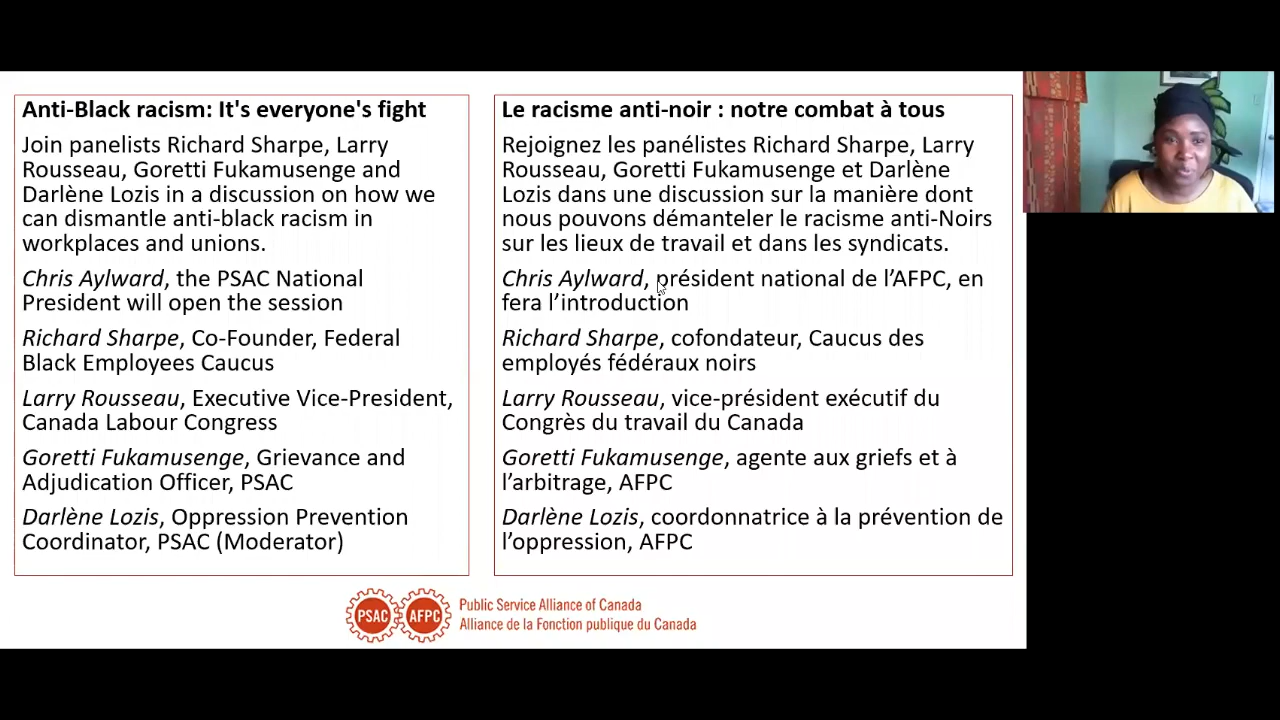 Anti-Black racism: It's everyone's fight
Join panelists Richard Sharpe, Larry
Rousseau, Goretti Fukamusenge and
Darlène Lozis in a discussion on how we
can dismantle anti-black racism in
workplaces and unions.
Chris Aylward, the PSAC National
President will open the session
Richard Sharpe, Co-Founder, Federal
Black Employees Caucus
Larry Rousseau, Executive Vice-President,
Canada Labour Congress
Goretti Fukamusenge, Grievance and
Adjudication Officer, PSAC
Darlène Lozis, Oppression Prevention
Coordinator, PSAC (Moderator)
Le racisme anti-noir : notre combat à tous
Rejoignez les panélistes Richard Sharpe, Larry
Rousseau, Goretti Fukamusenge et Darlène
Lozis dans une discussion sur la manière dont
nous pouvons démanteler le racisme anti-Noirs
sur les lieux de travail et dans les syndicats.
Chris Aylward, président national de l’AFPC, en
fera l’introduction
Richard Sharpe, cofondateur, Caucus des
employés fédéraux noirs
Larry Rousseau, vice-président exécutif du
Congrès du travail du Canada
Goretti Fukamusenge, agente aux griefs et à
l’arbitrage, AFPC
Darlène Lozis, coordonnatrice à la prévention de
l’oppression, AFPC
PSAC AFPC
Public Service Alliance of Canada
Alliance de la Fonction publique du Canada